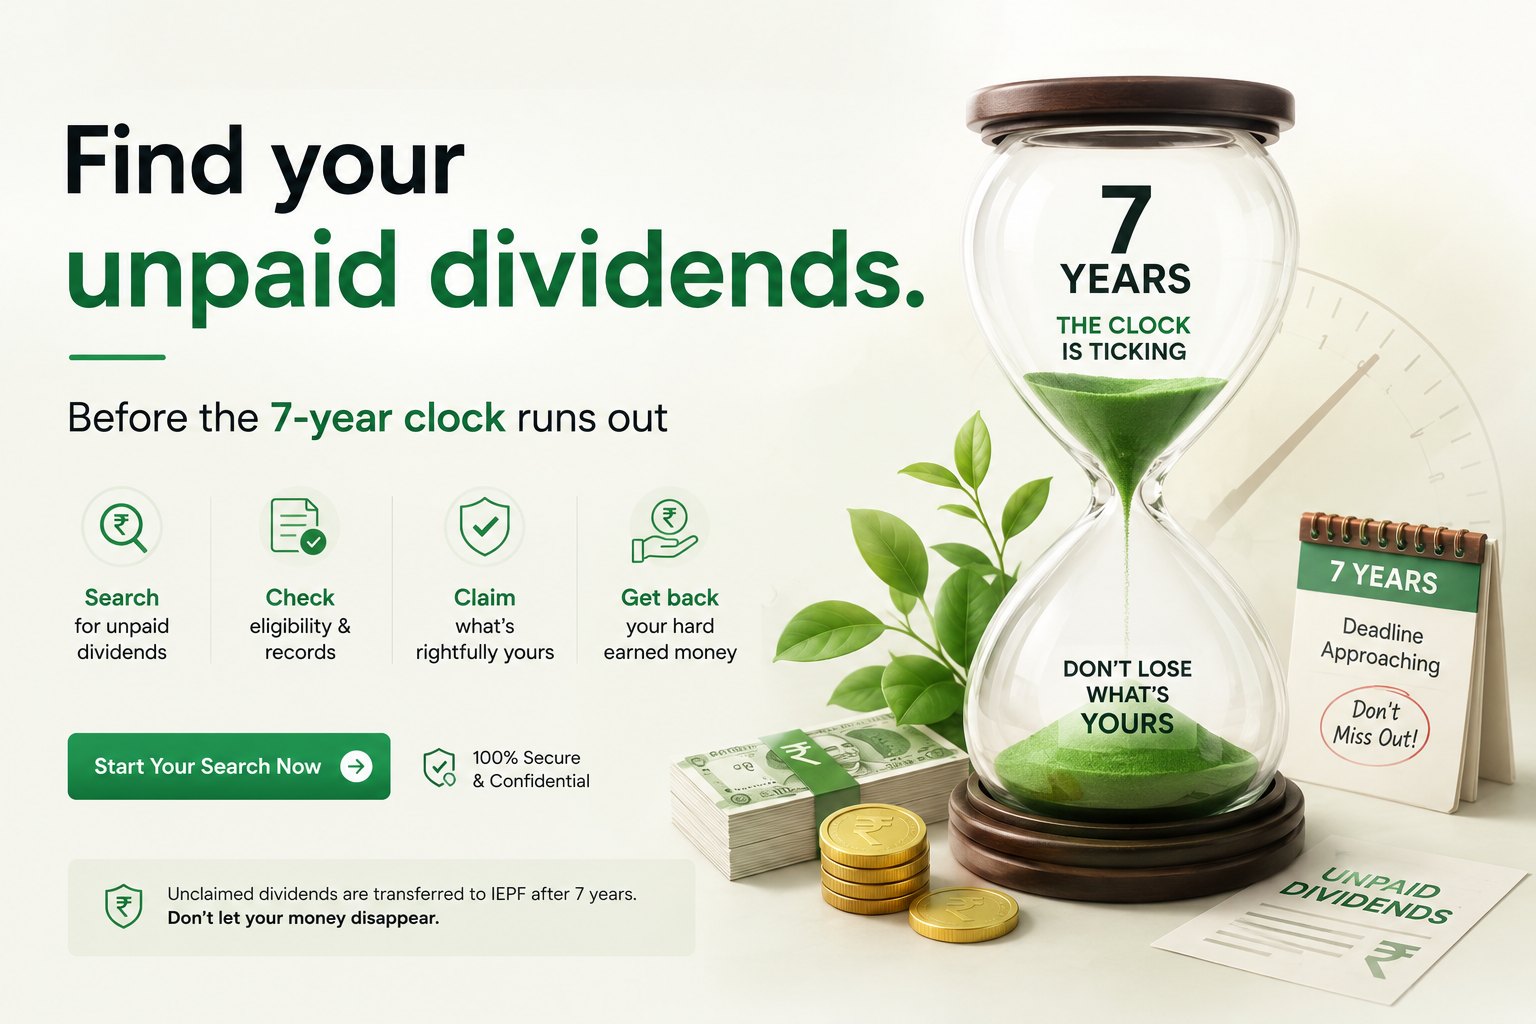 Find your
unpaid dividends.
Before the 7-year clock runs out
Search
for unpaid
dividends
Check
eligibility &
records
Claim
what's
rightfully yours
Get back
your hard
earned money
Start Your Search Now
100% Secure
& Confidential
Unclaimed dividends are transferred to IEPF after 7 years.
Don't let your money disappear.
7
YEARS
THE CLOCK
IS TICKING
DON'T LOSE
WHAT'S
YOURS
7 YEARS
Deadline
Approaching
Don't
Miss Out!
UNPAID
DIVIDENDS
₹